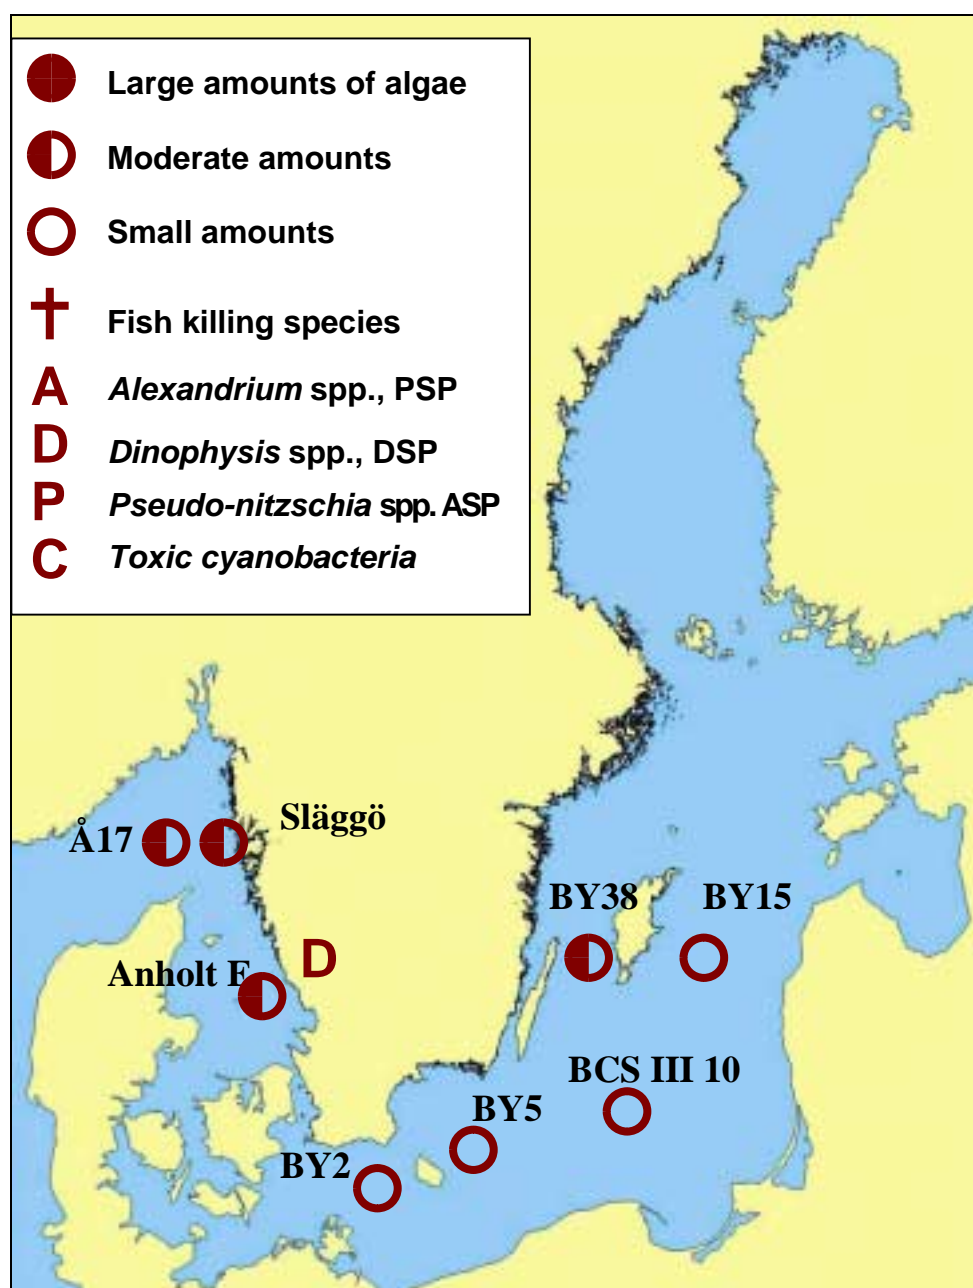 Large amounts of algae
Moderate amounts
Small amounts
Fish killing species
A Alexandrium spp., PSP
D Dinophysis spp., DSP
P Pseudo-nitzschia spp. ASP
C Toxic cyanobacteria
Släggö
Å17
BY38
BY15
D
Anholt E
BCS III 10
BY5
BY2